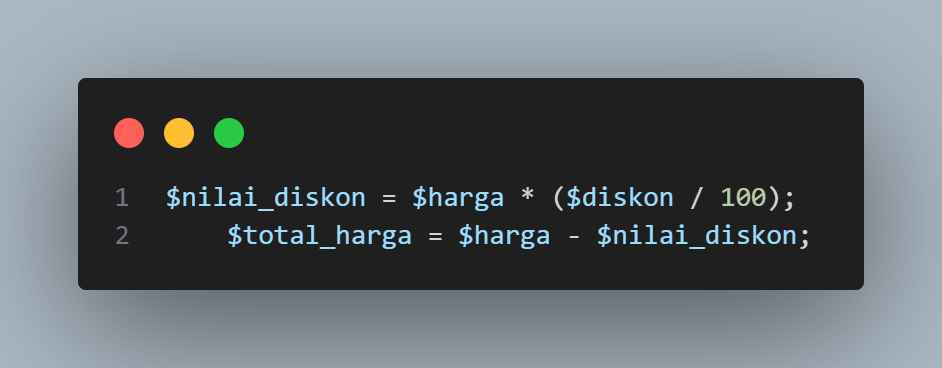 1 $nilai_diskon = $harga * ($diskon / 100);
2 $total_harga = $harga - $nilai_diskon;